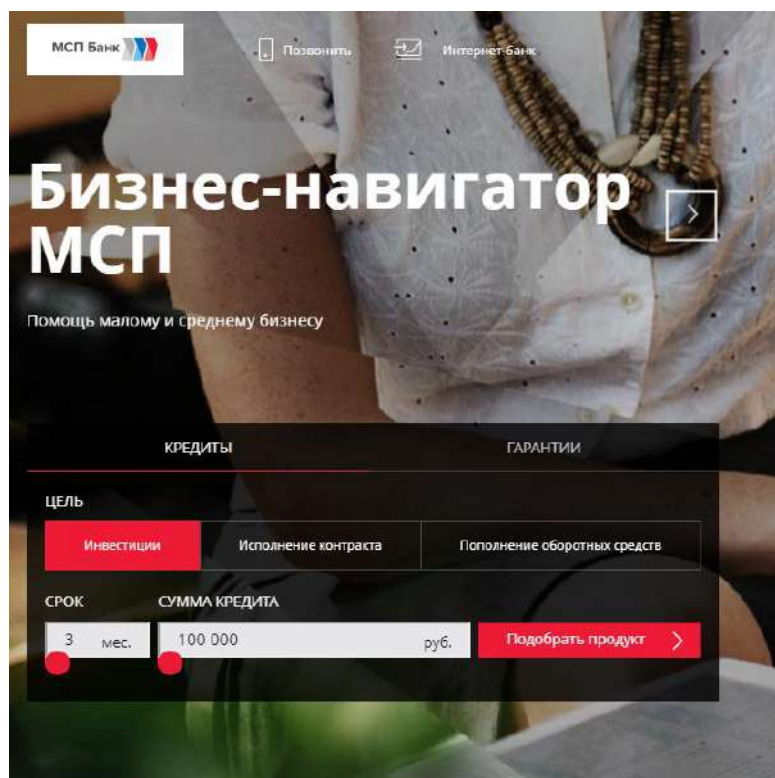 МСП Банк
Позвонить
Интернет-банк
Бизнес-навигатор
МСП
Помощь малому и среднему бизнесу
КРЕДИТЫ
ГАРАНТИИ
ЦЕЛЬ
Инвестиции
Исполнение контракта
Пополнение оборотных средств
СРОК
СУММА КРЕДИТА
3 мес.
100 000 руб.
Подобрать продукт